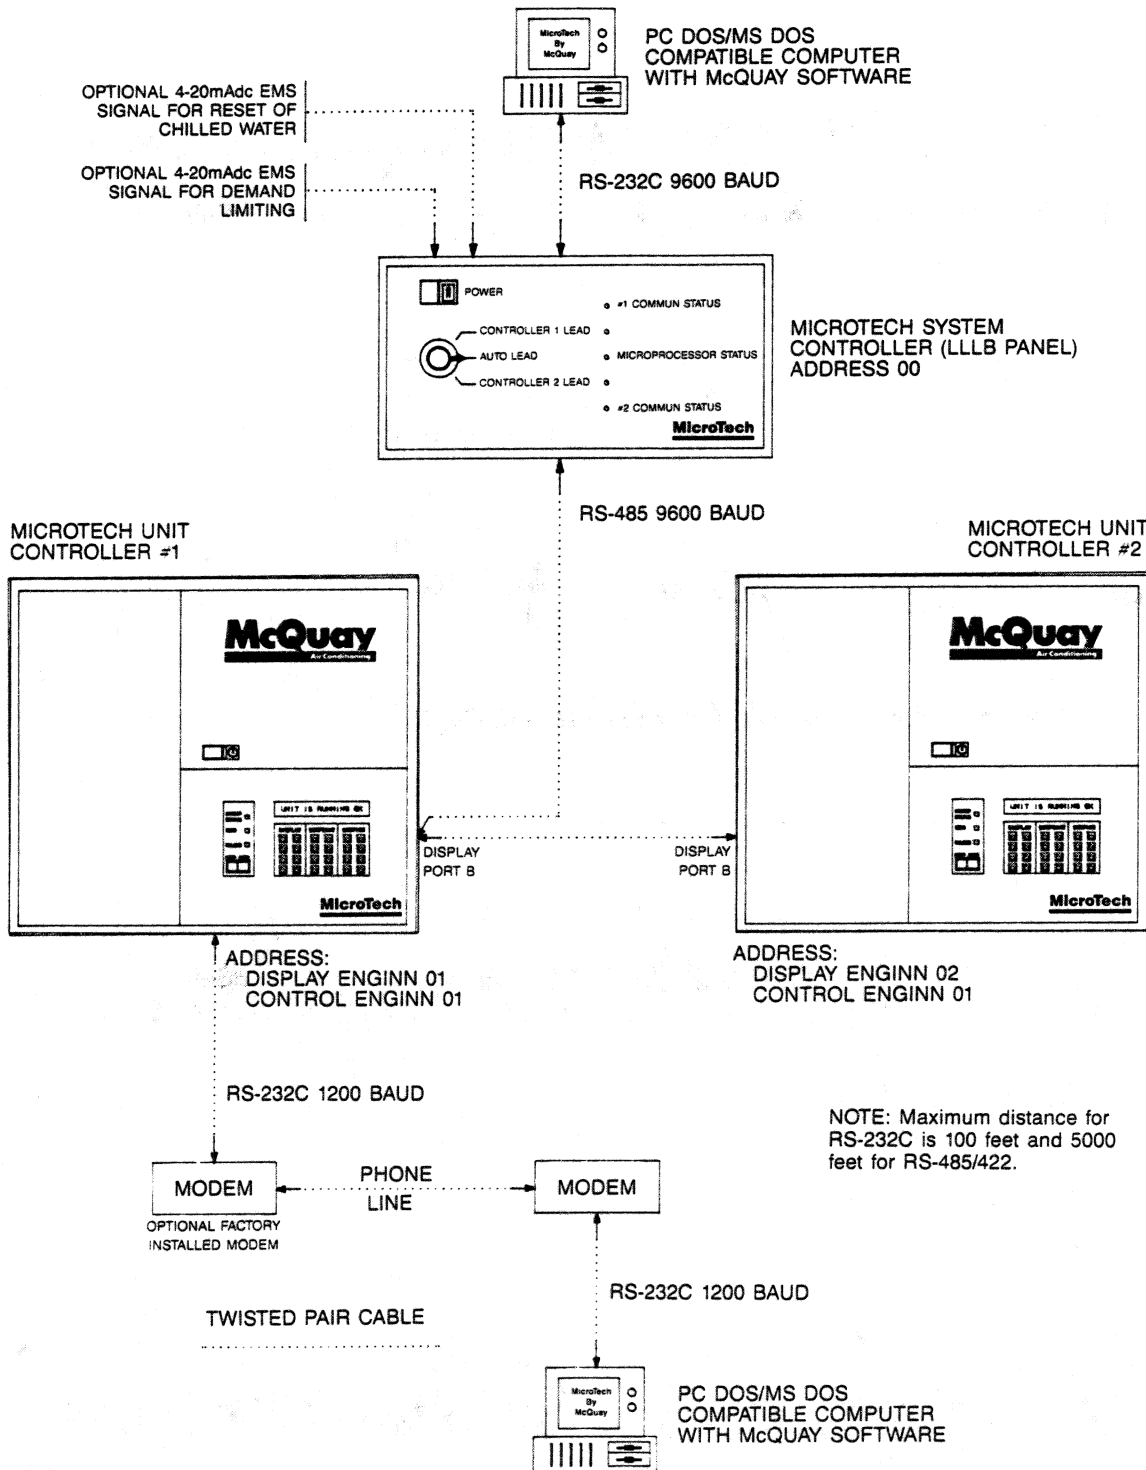 MicroTech
By
McQuay
PC DOS/MS DOS
COMPATIBLE COMPUTER
WITH McQUAY SOFTWARE
OPTIONAL 4-20mAdc EMS
SIGNAL FOR RESET OF
CHILLED WATER
OPTIONAL 4-20mAdc EMS
SIGNAL FOR DEMAND
LIMITING
RS-232C 9600 BAUD
POWER
CONTROLLER 1 LEAD
AUTO LEAD
CONTROLLER 2 LEAD
#1 COMMUN STATUS
MICROPROCESSOR STATUS
#2 COMMUN STATUS
MicroTech
MICROTECH SYSTEM
CONTROLLER (LLLB PANEL)
ADDRESS 00
RS-485 9600 BAUD
MICROTECH UNIT
CONTROLLER #1
MICROTECH UNIT
CONTROLLER #2
McQuay
Air Conditioning
UNIT IS RUNNING OK
MicroTech
DISPLAY
PORT B
DISPLAY
PORT B
McQuay
Air Conditioning
UNIT IS RUNNING OK
MicroTech
ADDRESS:
DISPLAY ENGINN 01
CONTROL ENGINN 01
ADDRESS:
DISPLAY ENGINN 02
CONTROL ENGINN 01
RS-232C 1200 BAUD
NOTE: Maximum distance for
RS-232C is 100 feet and 5000
feet for RS-485/422.
MODEM
PHONE
LINE
MODEM
OPTIONAL FACTORY
INSTALLED MODEM
RS-232C 1200 BAUD
TWISTED PAIR CABLE
MicroTech
By
McQuay
PC DOS/MS DOS
COMPATIBLE COMPUTER
WITH McQUAY SOFTWARE